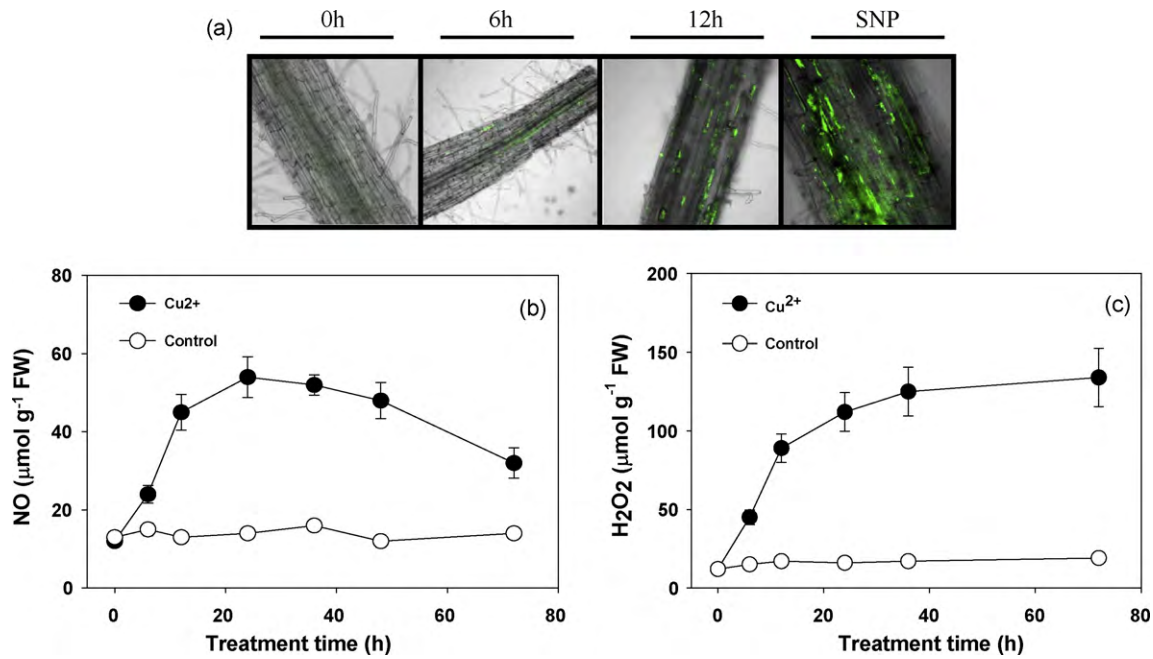 (a) 0h 6h 12h SNP
(b)
Cu2+
Control
NO (μmol g⁻¹ FW)
80
60
40
20
0
0 20 40 60 80
Treatment time (h)
(c)
Cu²⁺
Control
H2O2 (μmol g⁻¹ FW)
200
150
100
50
0
0 20 40 60 80
Treatment time (h)